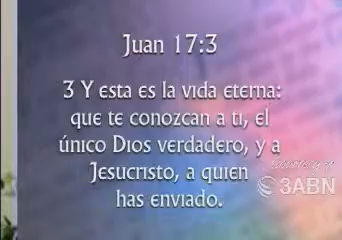 Juan 17:3
3 Y esta es la vida eterna:
que te conozcan a ti, el
único Dios verdadero, y a
Jesucristo, a quien
has enviado.
3ABN